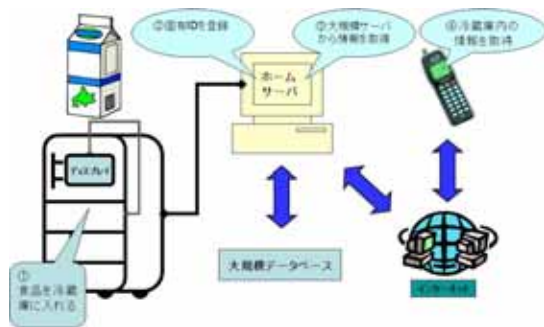 ②固有IDを登録
③大規模サーバ
から情報を取得
④冷蔵庫内の
情報を取得
ホーム
サーバ
ディスプレイ
①
食品を冷蔵
庫に入れる
大規模データベース
インターネット